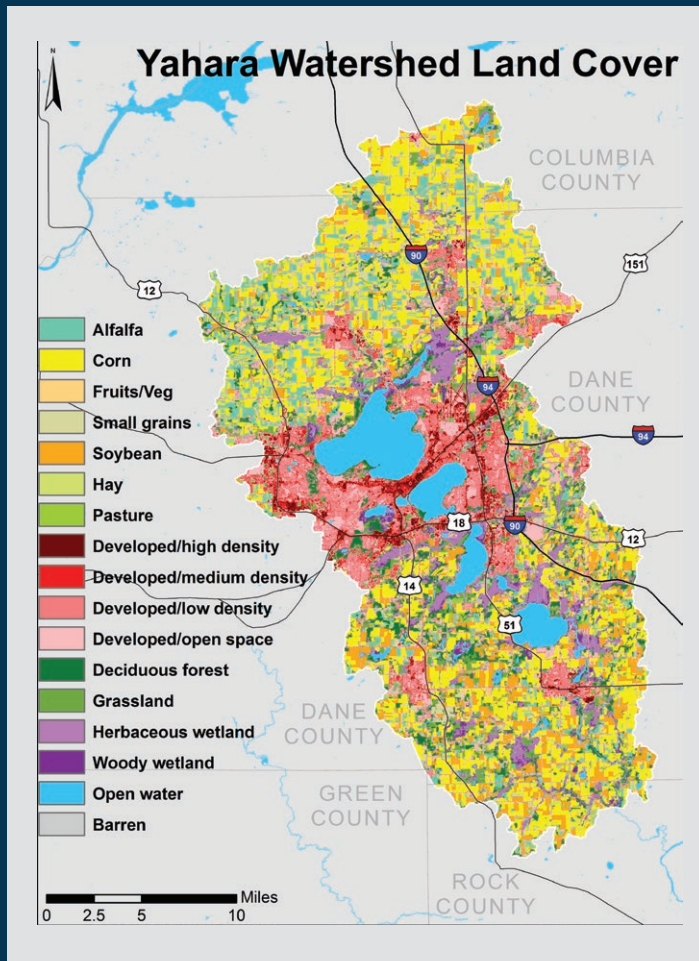 Yahara Watershed Land Cover
N
COLUMBIA
COUNTY
90
151
12
Alfalfa
Corn
Fruits/Veg
Small grains
Soybean
Hay
Pasture
Developed/high density
Developed/medium density
Developed/low density
Developed/open space
Deciduous forest
Grassland
Herbaceous wetland
Woody wetland
Open water
Barren
94
DANE
COUNTY
94
18
90
12
14
51
DANE
COUNTY
GREEN
COUNTY
ROCK
COUNTY
Miles
0 2.5 5 10